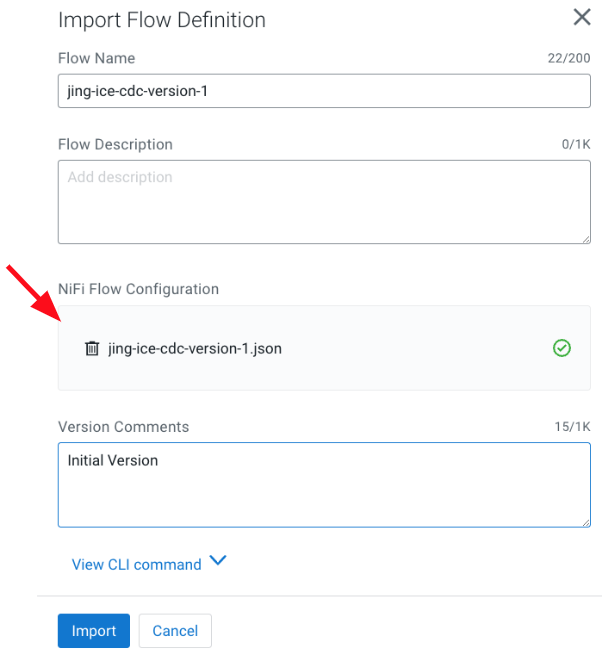 Import Flow Definition
Flow Name 22/200
jing-ice-cdc-version-1
Flow Description 0/1K
Add description
NiFi Flow Configuration
jing-ice-cdc-version-1.json
Version Comments 15/1K
Initial Version
View CLI command
Import Cancel